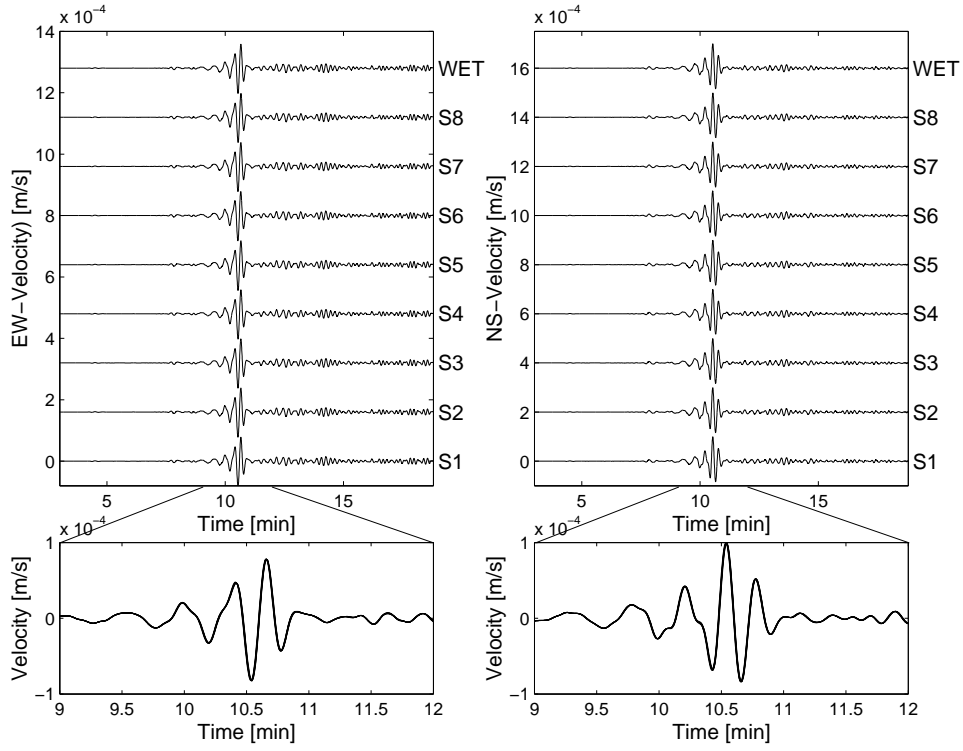 x 10⁻⁴
14
12
10
8
6
4
2
0
EW−Velocity) [m/s]
WET
S8
S7
S6
S5
S4
S3
S2
S1
5
10
15
Time [min]
x 10⁻⁴
16
14
12
10
8
6
4
2
0
NS−Velocity [m/s]
WET
S8
S7
S6
S5
S4
S3
S2
S1
5
10
15
Time [min]
x 10⁻⁴
1
0
−1
Velocity [m/s]
9
9.5
10
10.5
11
11.5
12
Time [min]
x 10⁻⁴
1
0
−1
Velocity [m/s]
9
9.5
10
10.5
11
11.5
12
Time [min]